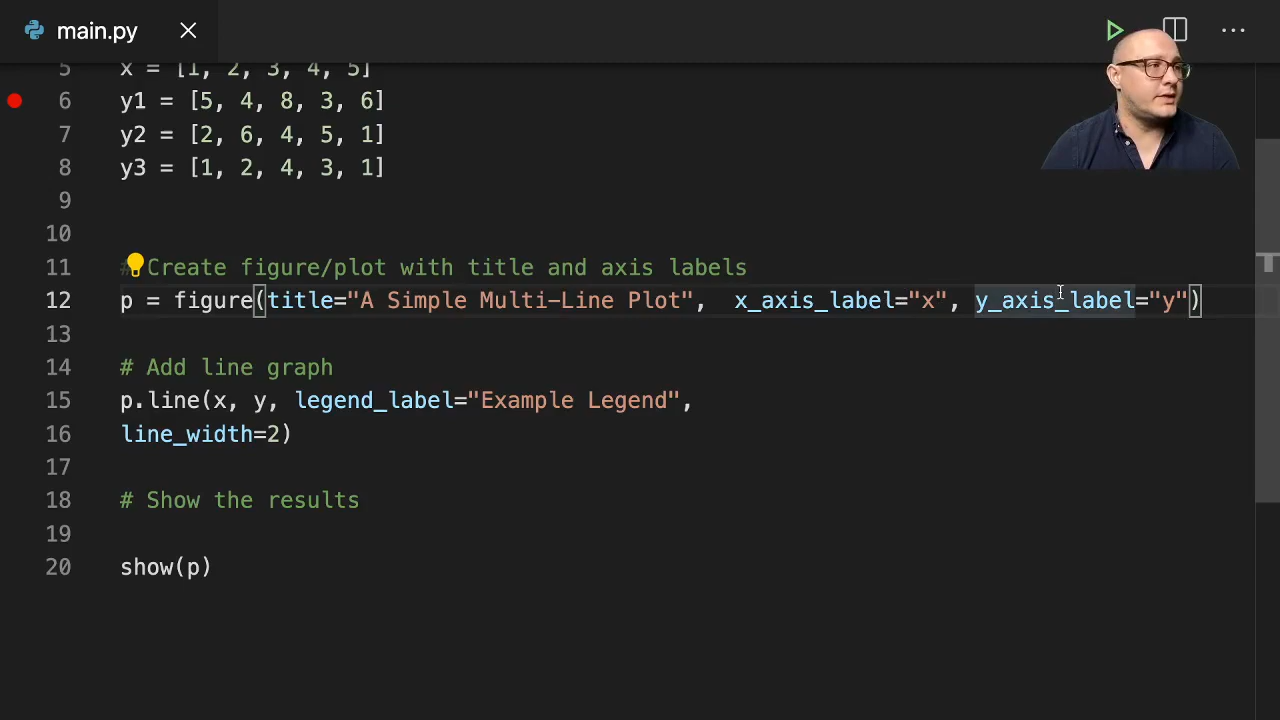 main.py
5 x = [1, 2, 3, 4, 5]
6 y1 = [5, 4, 8, 3, 6]
7 y2 = [2, 6, 4, 5, 1]
8 y3 = [1, 2, 4, 3, 1]
9
10
11 # Create figure/plot with title and axis labels
12 p = figure(title="A Simple Multi-Line Plot",  x_axis_label="x", y_axis_label="y")
13
14 # Add line graph
15 p.line(x, y, legend_label="Example Legend",
16 line_width=2)
17
18 # Show the results
19
20 show(p)